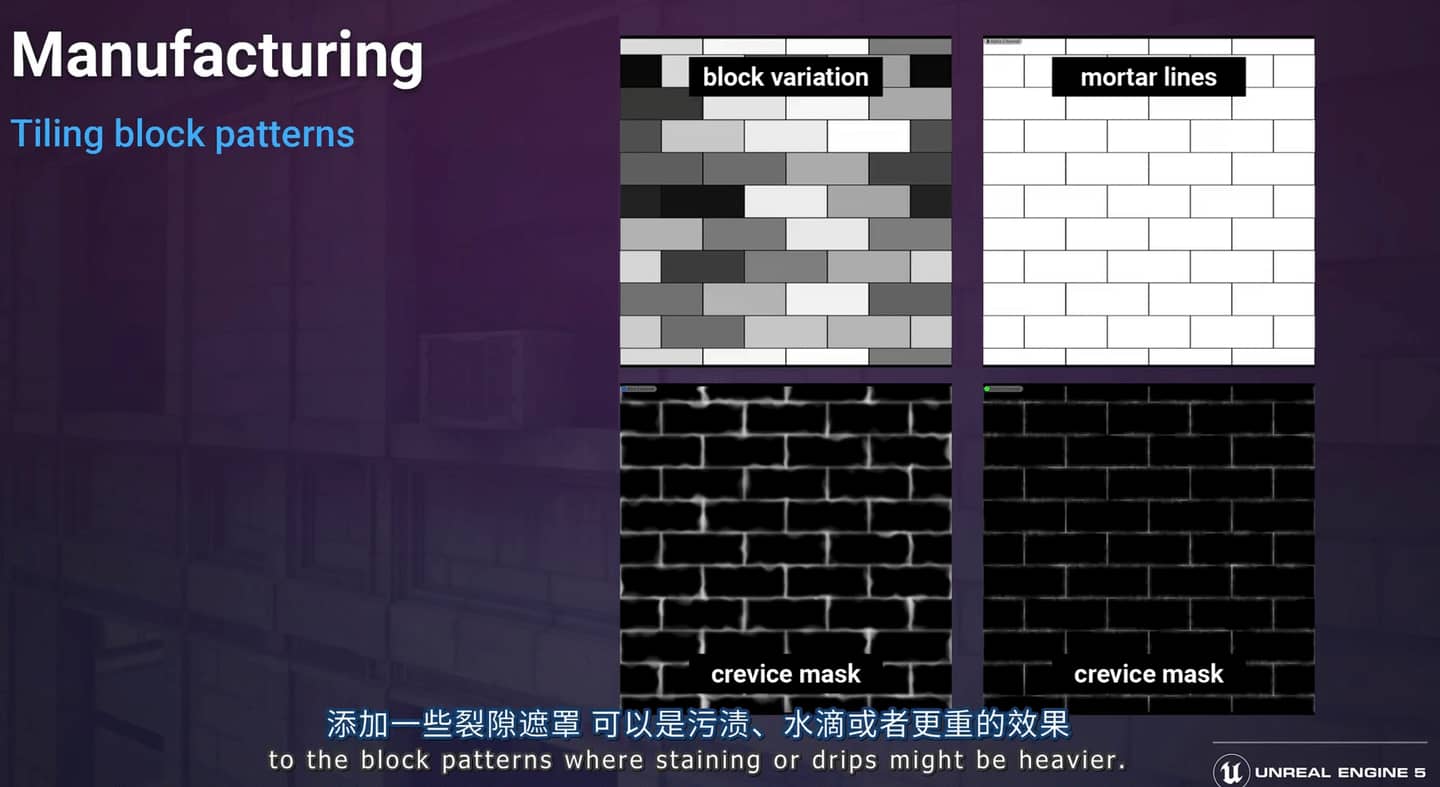 Manufacturing
Tiling block patterns
block variation
mortar lines
crevice mask
crevice mask
添加一些裂隙遮罩 可以是污渍、水滴或者更重的效果
to the block patterns where staining or drips might be heavier.
UNREAL ENGINE 5